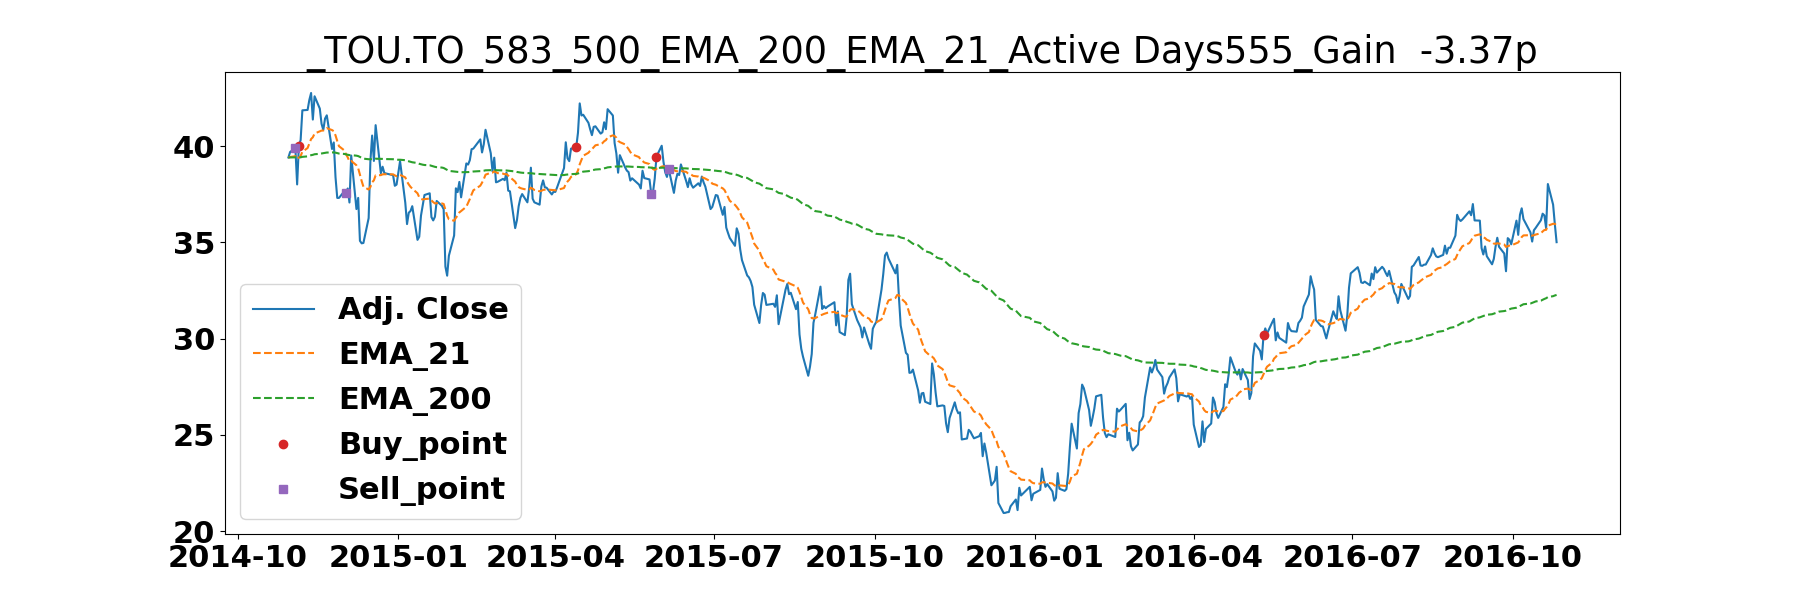 _TOU.TO_583_500_EMA_200_EMA_21_Active Days555_Gain  -3.37p
40
35
30
25
20
Adj. Close
EMA_21
EMA_200
Buy_point
Sell_point
2014-10 2015-01 2015-04 2015-07 2015-10 2016-01 2016-04 2016-07 2016-10